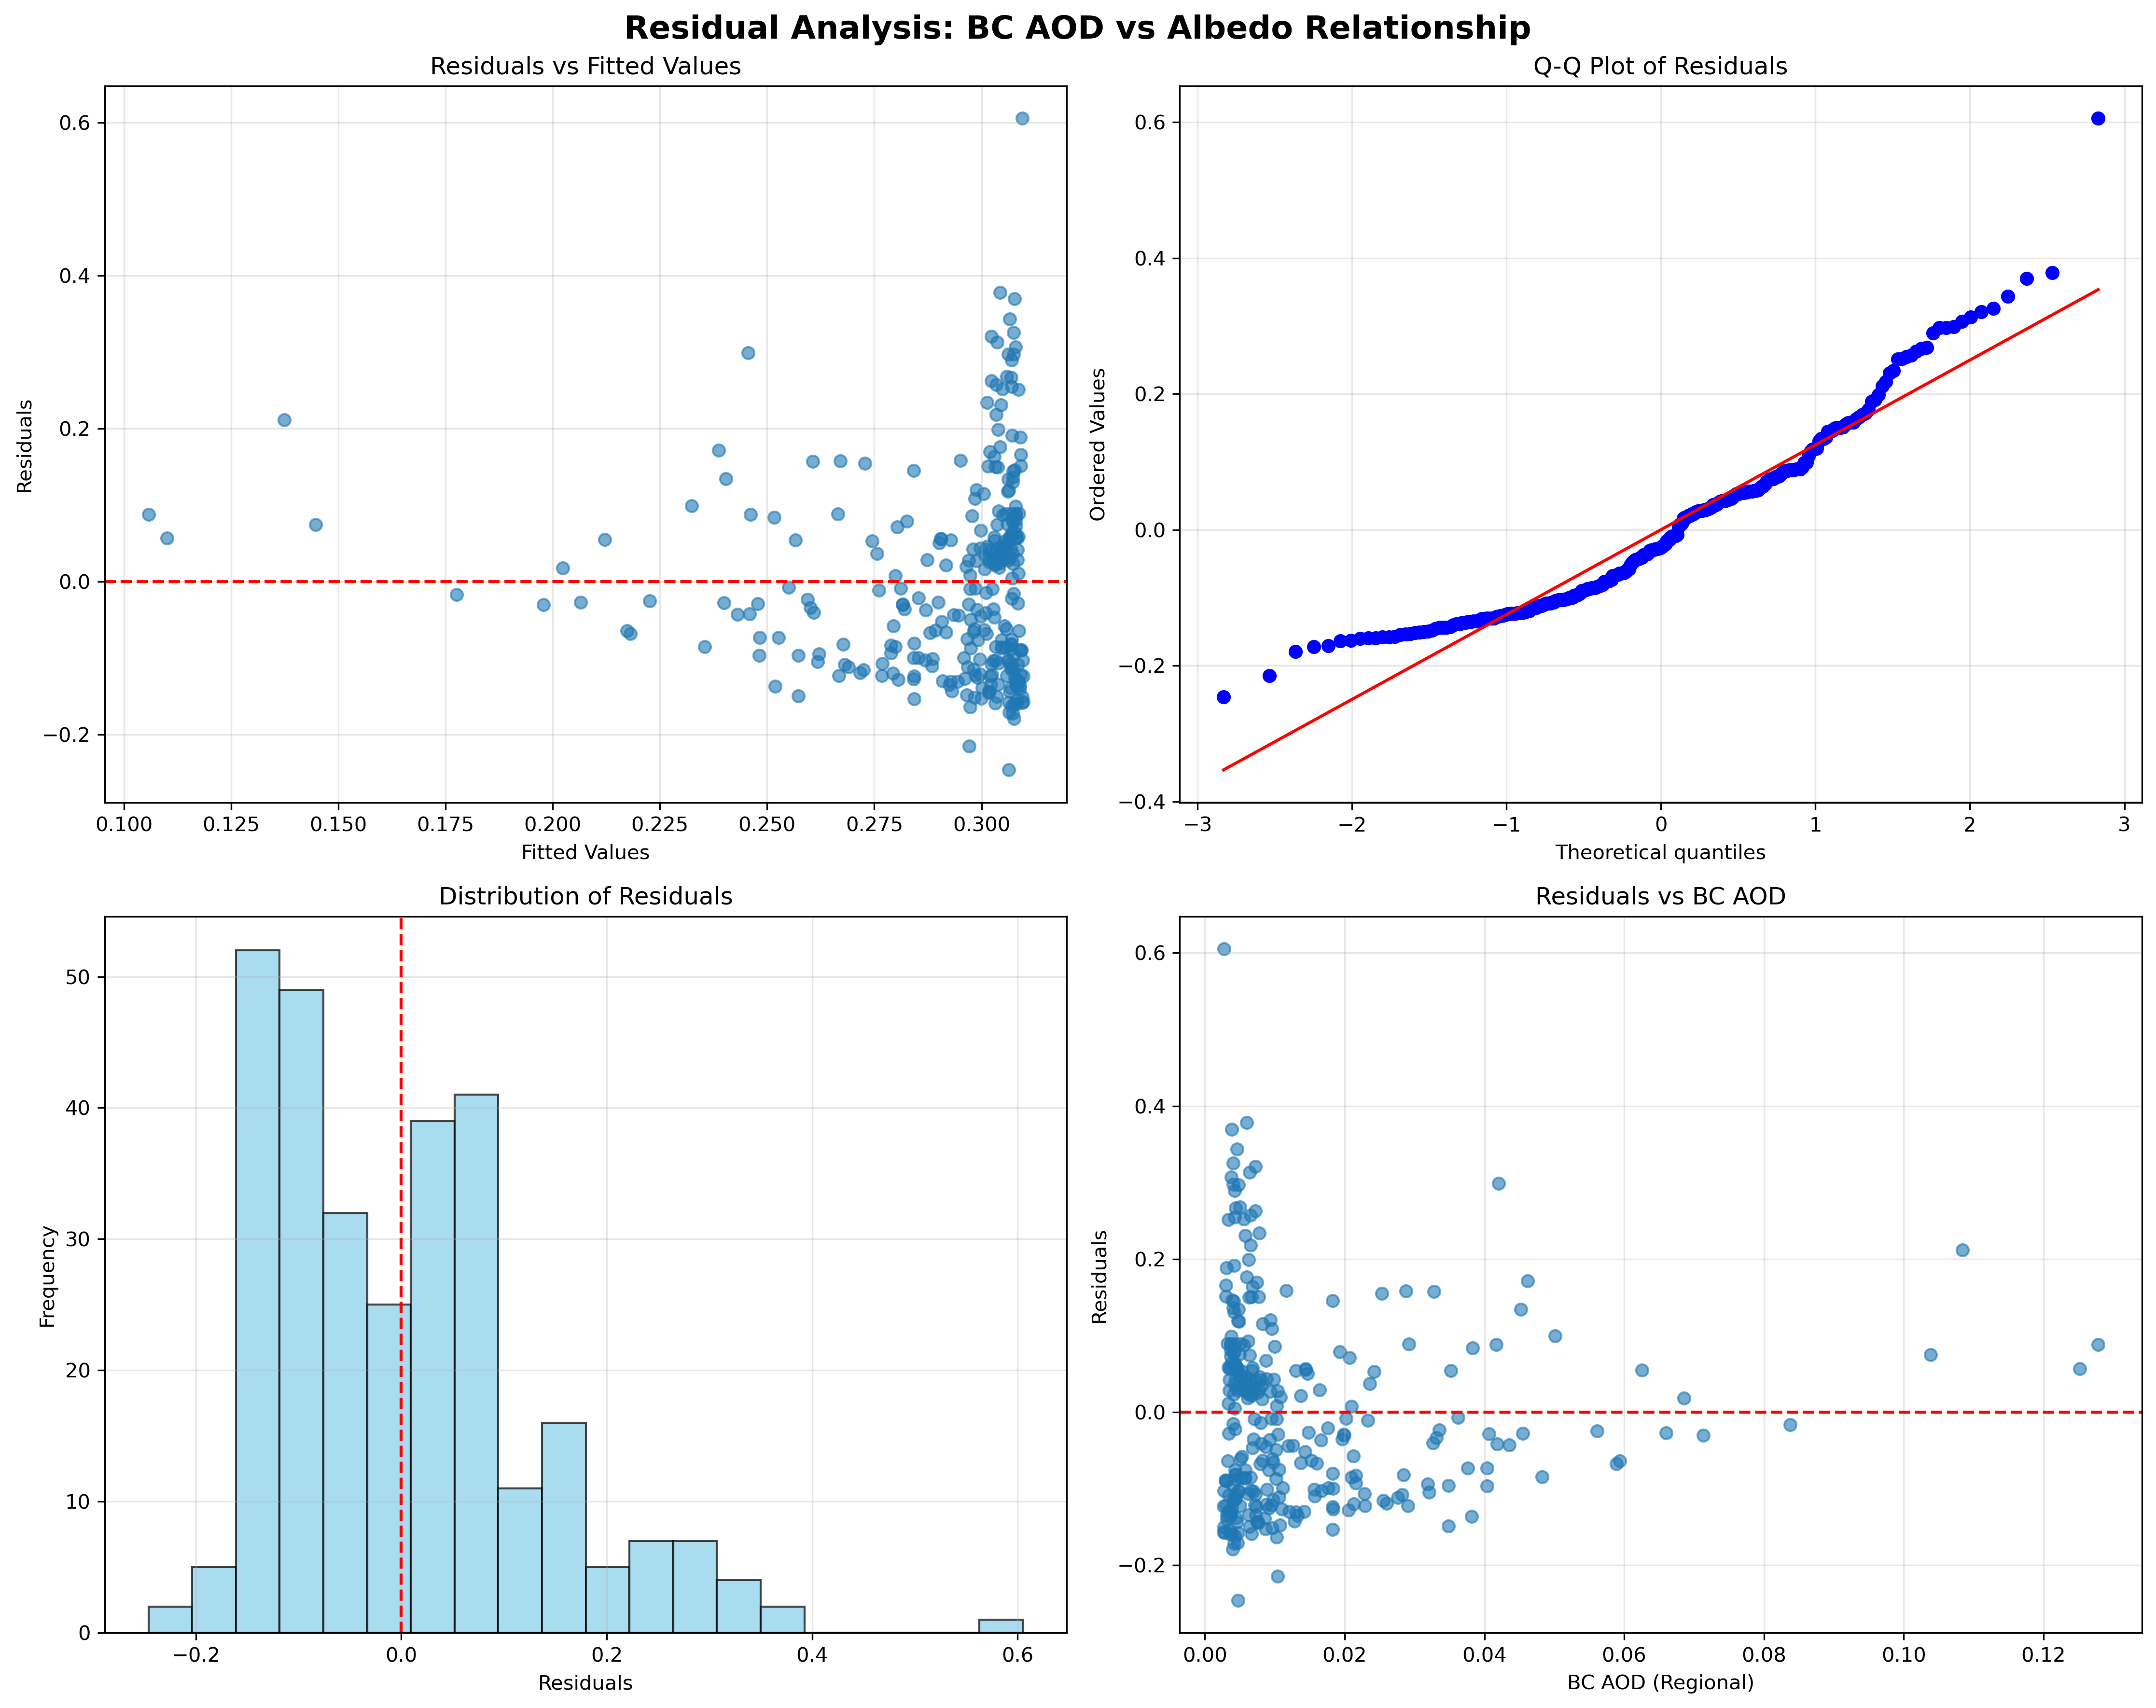 Residual Analysis: BC AOD vs Albedo Relationship
Residuals vs Fitted Values
0.6
0.4
0.2
0.0
−0.2
Residuals
0.100 0.125 0.150 0.175 0.200 0.225 0.250 0.275 0.300
Fitted Values
Q-Q Plot of Residuals
0.6
0.4
0.2
0.0
−0.2
−0.4
Ordered Values
−3 −2 −1 0 1 2 3
Theoretical quantiles
Distribution of Residuals
50
40
30
20
10
0
Frequency
−0.2 0.0 0.2 0.4 0.6
Residuals
Residuals vs BC AOD
0.6
0.4
0.2
0.0
−0.2
Residuals
0.00 0.02 0.04 0.06 0.08 0.10 0.12
BC AOD (Regional)